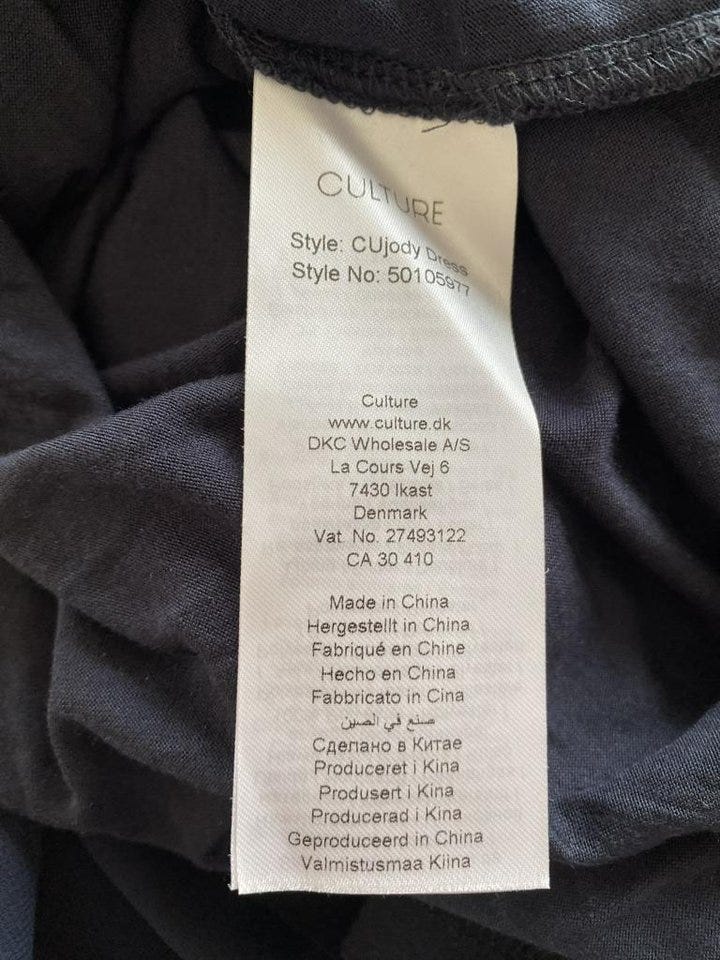 CULTURE
Style: CUjody Dress
Style No: 50105977
Culture
www.culture.dk
DKC Wholesale A/S
La Cours Vej 6
7430 Ikast
Denmark
Vat. No. 27493122
CA 30 410
Made in China
Hergestellt in China
Fabriqué en Chine
Hecho en China
Fabbricato in Cina
صنع في الصين
Сделано в Китае
Produceret i Kina
Produsert i Kina
Producerad i Kina
Geproduceerd in China
Valmistusmaa Kiina